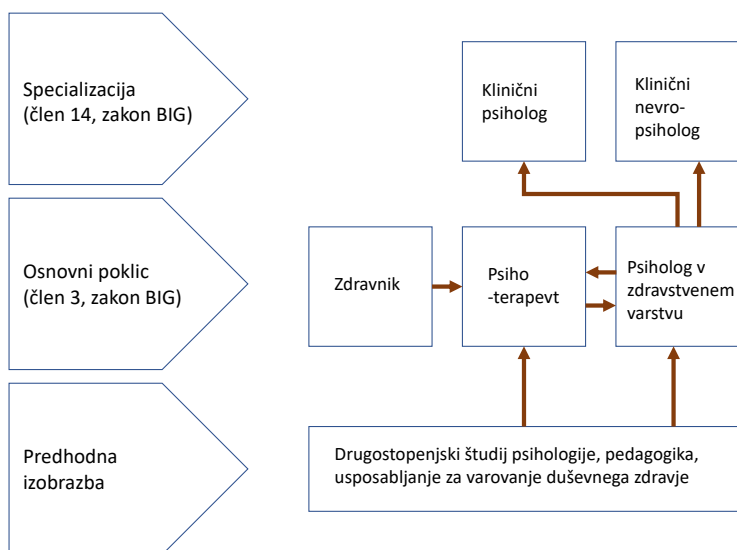 Specializacija
(člen 14, zakon BIG)
Klinični
psiholog
Klinični
nevro-
psiholog
Osnovni poklic
(člen 3, zakon BIG)
Zdravnik
Psiho
-terapevt
Psiholog v
zdravstvenem
varstvu
Predhodna
izobrazba
Drugostopenjski študij psihologije, pedagogika,
usposabljanje za varovanje duševnega zdravje